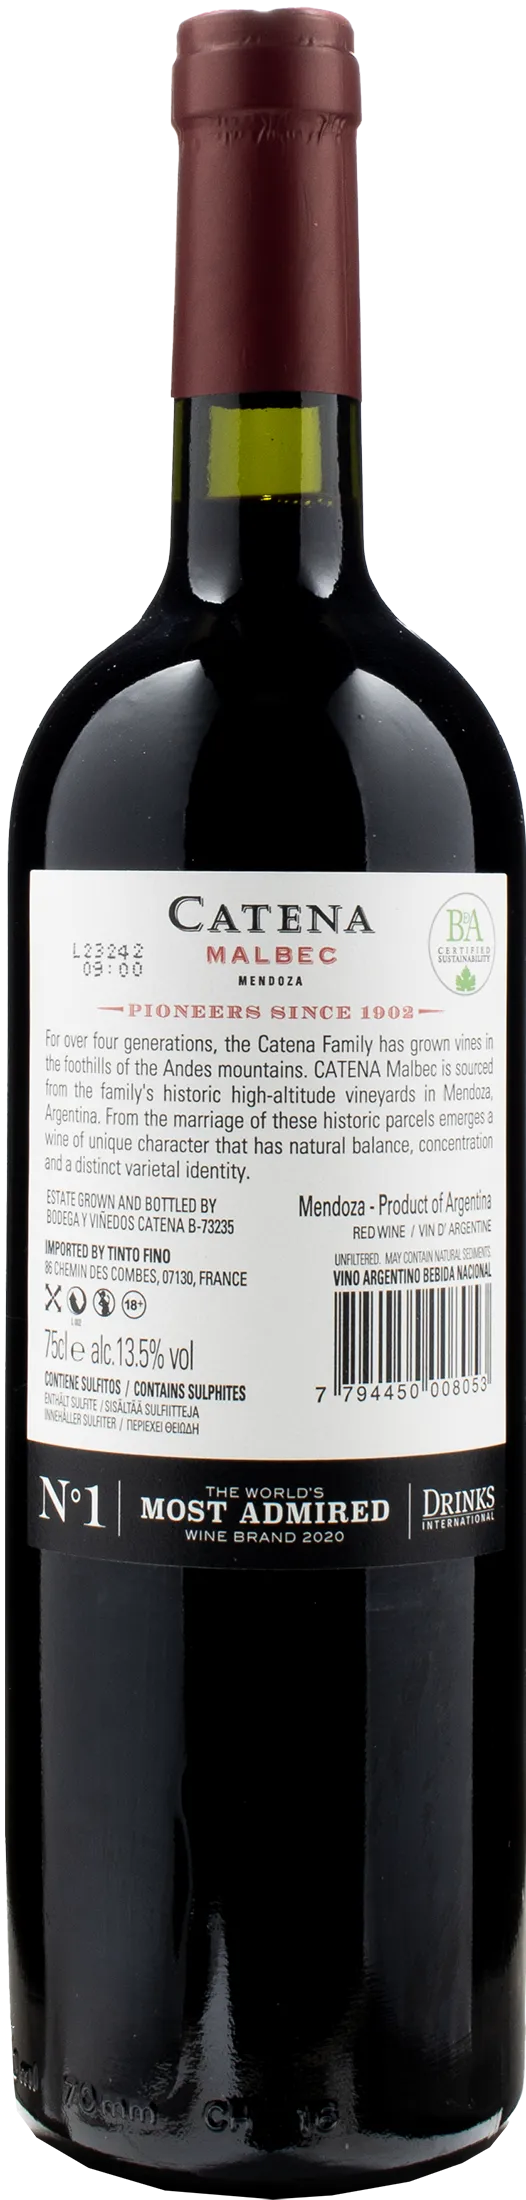 CATENA
MALBEC
MENDOZA
L23242
09:00
BdA
CERTIFIED
SUSTAINABILITY
PIONEERS SINCE 1902
For over four generations, the Catena Family has grown vines in
the foothills of the Andes mountains. CATENA Malbec is sourced
from the family's historic high-altitude vineyards in Mendoza,
Argentina. From the marriage of these historic parcels emerges a
wine of unique character that has natural balance, concentration
and a distinct varietal identity.
ESTATE GROWN AND BOTTLED BY
BODEGA Y VIÑEDOS CATENA B-73235
IMPORTED BY TINTO FINO
86 CHEMIN DES COMBES, 07130, FRANCE
18+
75cl e alc.13.5% vol
CONTIENE SULFITOS / CONTAINS SULPHITES
ENTHÄLT SULFITE / SISÄLTÄÄ SULFIITTEJA
INNEHÅLLER SULFITER / ΠΕΡΙΕΧΕΙ ΘΕΙΩΔΗ
Mendoza - Product of Argentina
RED WINE / VIN D' ARGENTINE
UNFILTERED. MAY CONTAIN NATURAL SEDIMENTS.
VINO ARGENTINO BEBIDA NACIONAL
7 794450 008053
Nº1
THE WORLD'S
MOST ADMIRED
WINE BRAND 2020
DRINKS
INTERNATIONAL
70mm